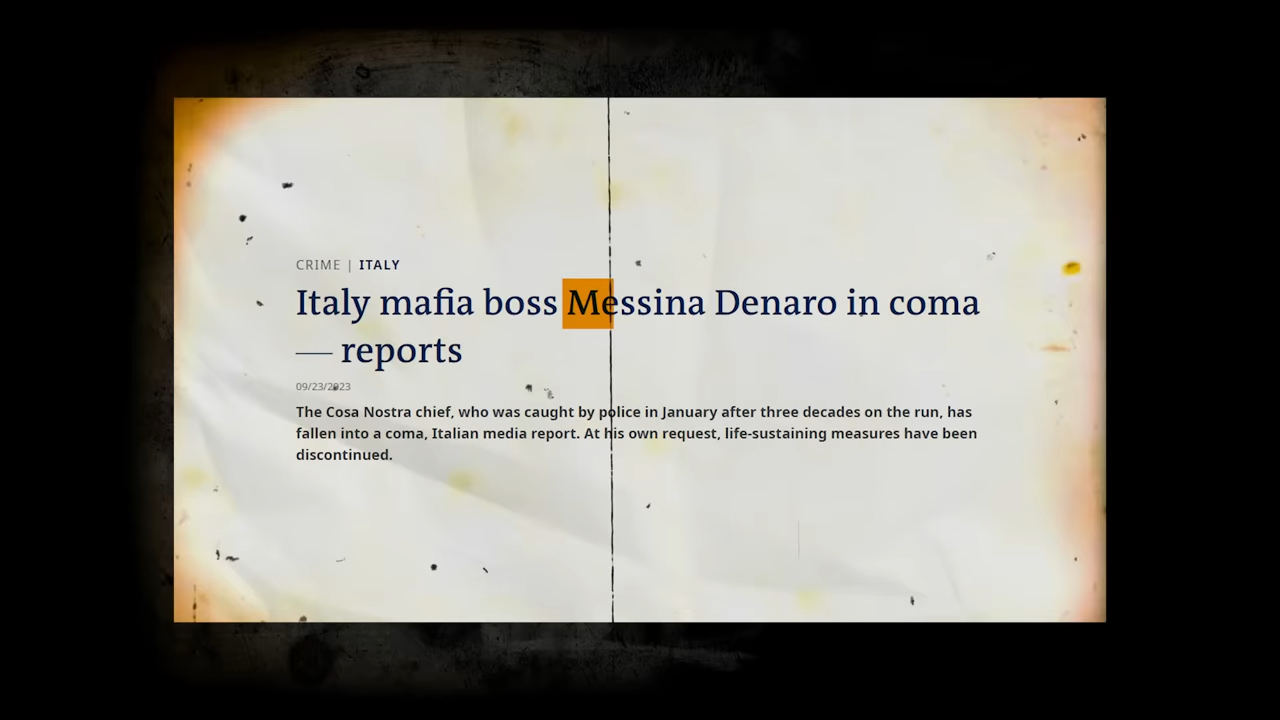 CRIME | ITALY
Italy mafia boss Messina Denaro in coma
— reports
09/23/2023
The Cosa Nostra chief, who was caught by police in January after three decades on the run, has
fallen into a coma, Italian media report. At his own request, life-sustaining measures have been
discontinued.